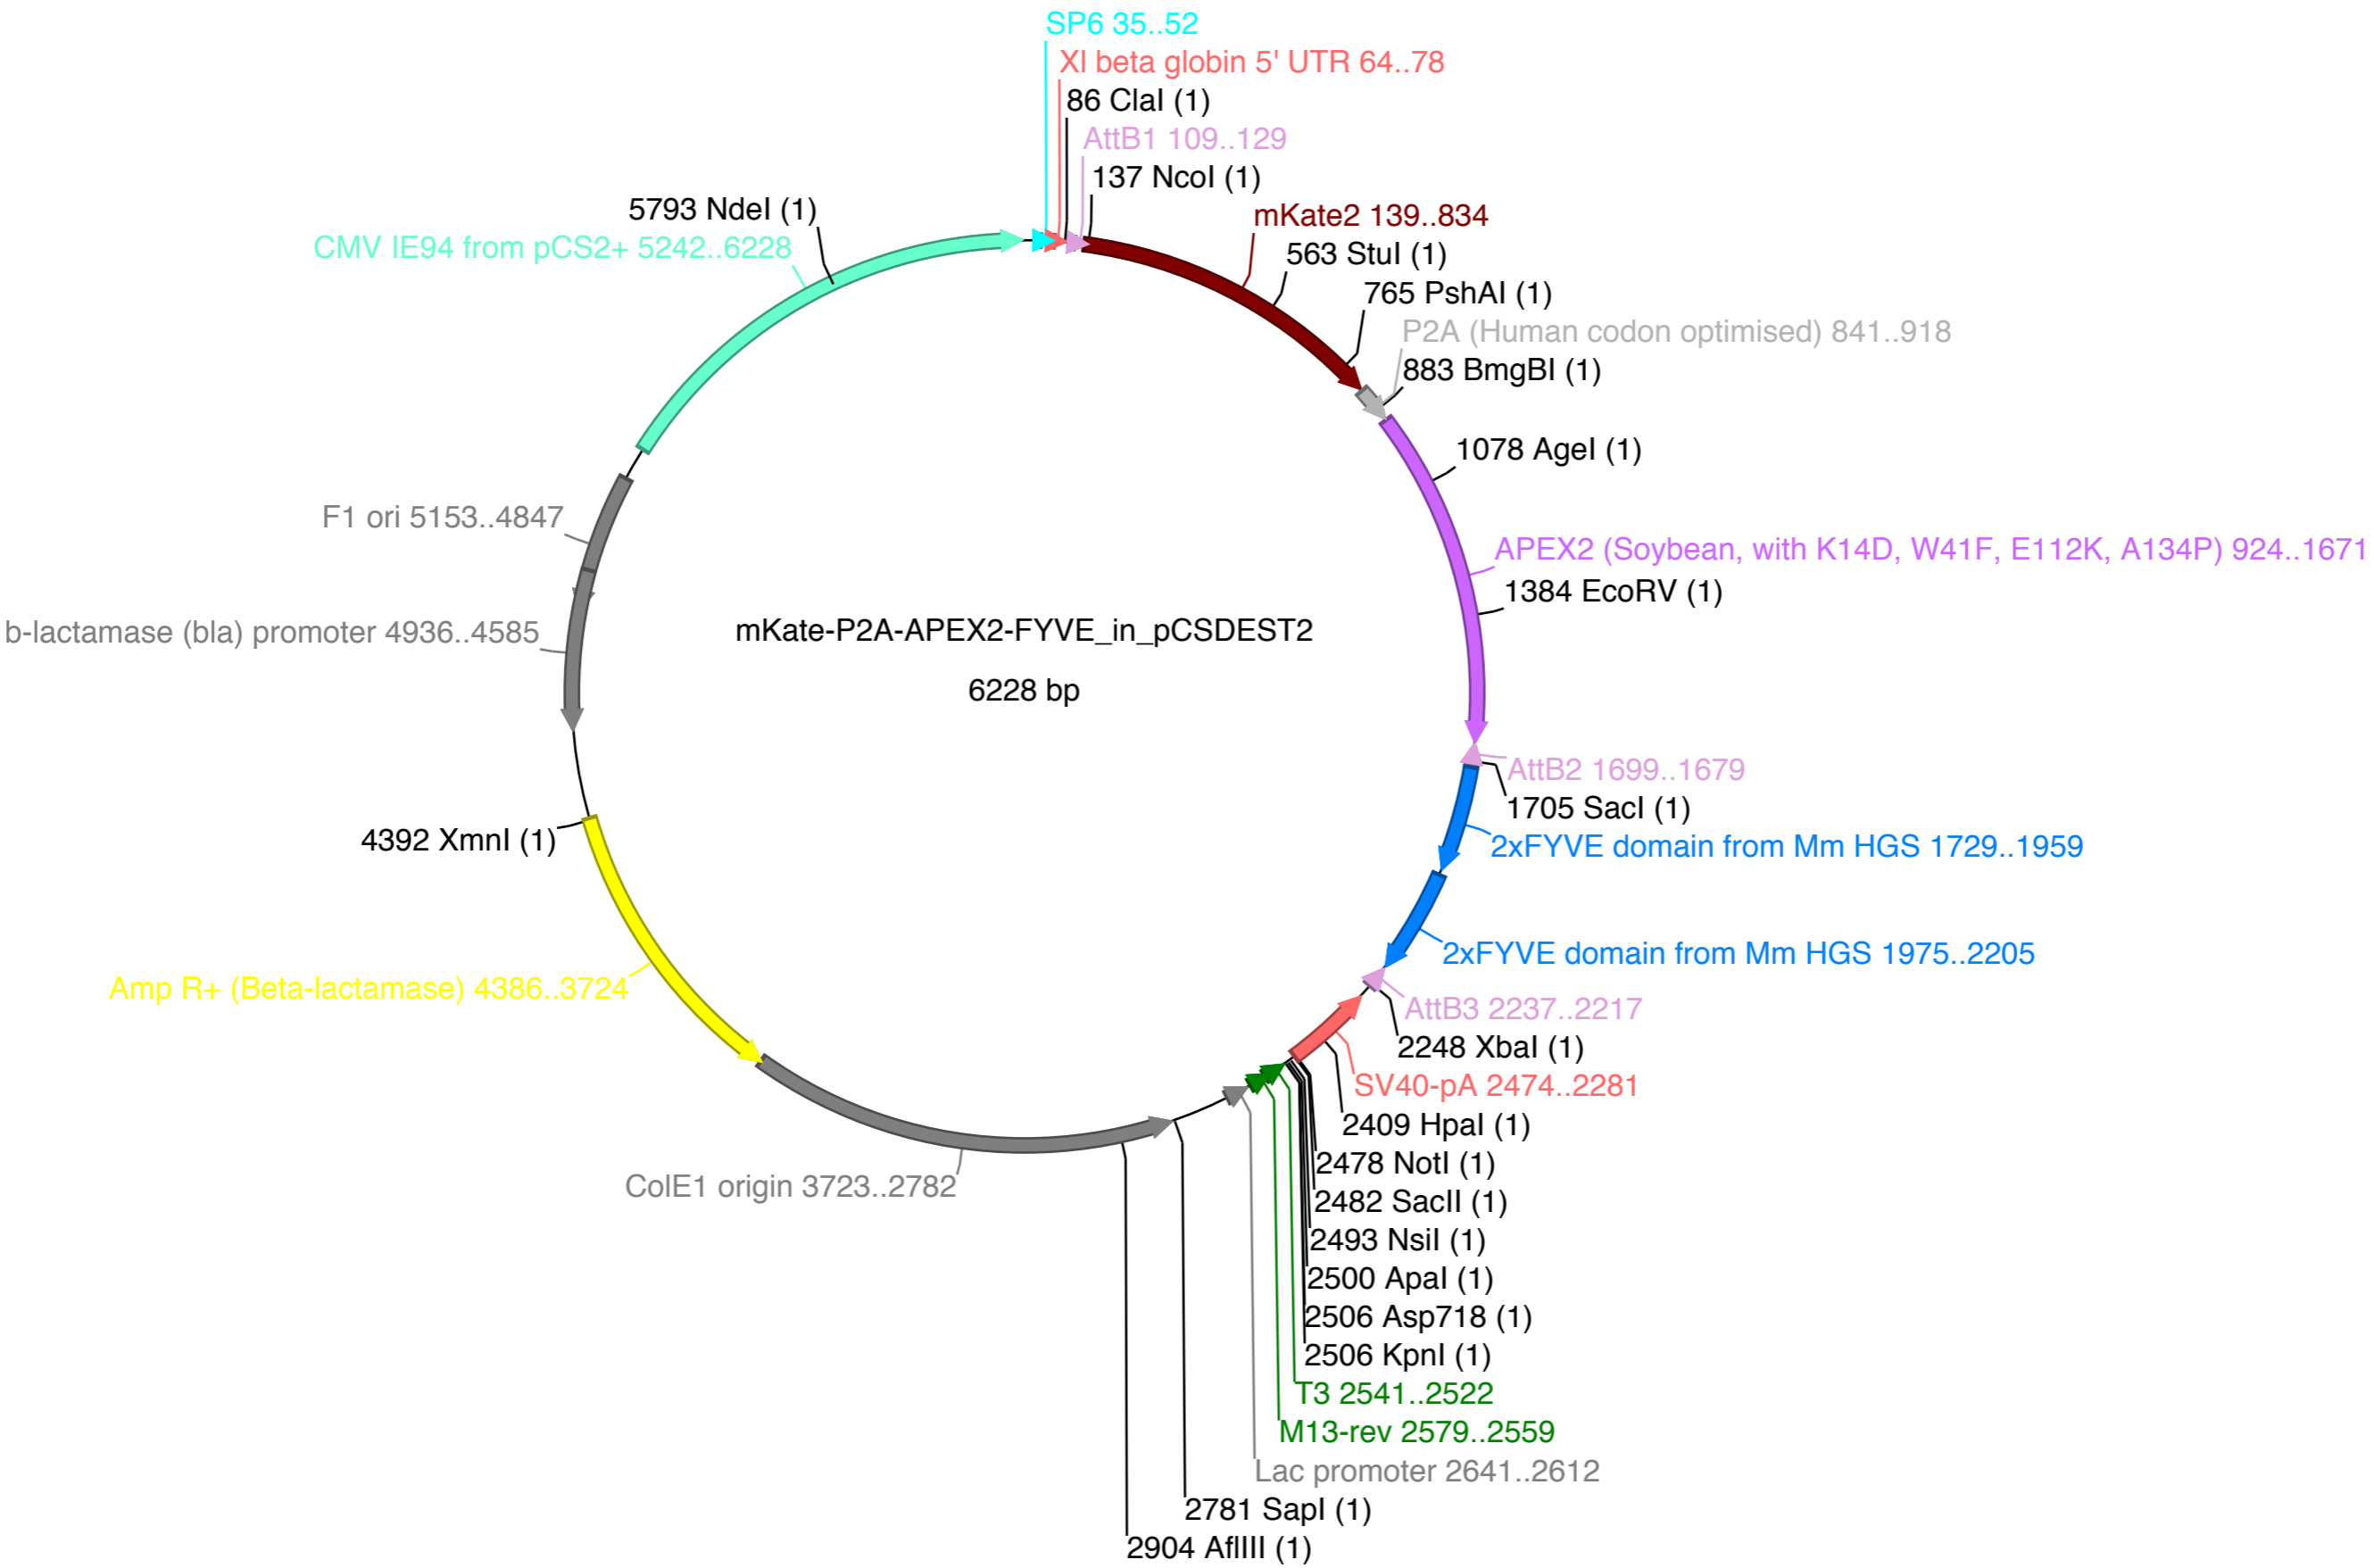 SP6 35..52
Xl beta globin 5' UTR 64..78
86 ClaI (1)
AttB1 109..129
137 NcoI (1)
5793 NdeI (1)
mKate2 139..834
CMV IE94 from pCS2+ 5242..6228
563 StuI (1)
765 PshAI (1)
P2A (Human codon optimised) 841..918
883 BmgBI (1)
1078 AgeI (1)
F1 ori 5153..4847
APEX2 (Soybean, with K14D, W41F, E112K, A134P) 924..1671
1384 EcoRV (1)
b-lactamase (bla) promoter 4936..4585
mKate-P2A-APEX2-FYVE_in_pCSDEST2
6228 bp
AttB2 1699..1679
1705 SacI (1)
4392 XmnI (1)
2xFYVE domain from Mm HGS 1729..1959
2xFYVE domain from Mm HGS 1975..2205
Amp R+ (Beta-lactamase) 4386..3724
AttB3 2237..2217
2248 XbaI (1)
SV40-pA 2474..2281
2409 HpaI (1)
2478 NotI (1)
ColE1 origin 3723..2782
2482 SacII (1)
2493 NsiI (1)
2500 ApaI (1)
2506 Asp718 (1)
2506 KpnI (1)
T3 2541..2522
M13-rev 2579..2559
Lac promoter 2641..2612
2781 SapI (1)
2904 AflIII (1)